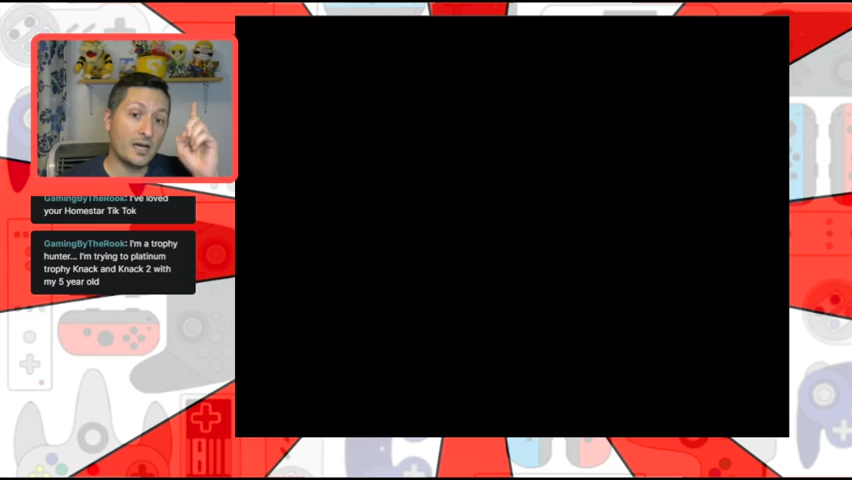 GamingByTheRook: I've loved
your Homestar Tik Tok
GamingByTheRook: I'm a trophy
hunter... I'm trying to platinum
trophy Knack and Knack 2 with
my 5 year old